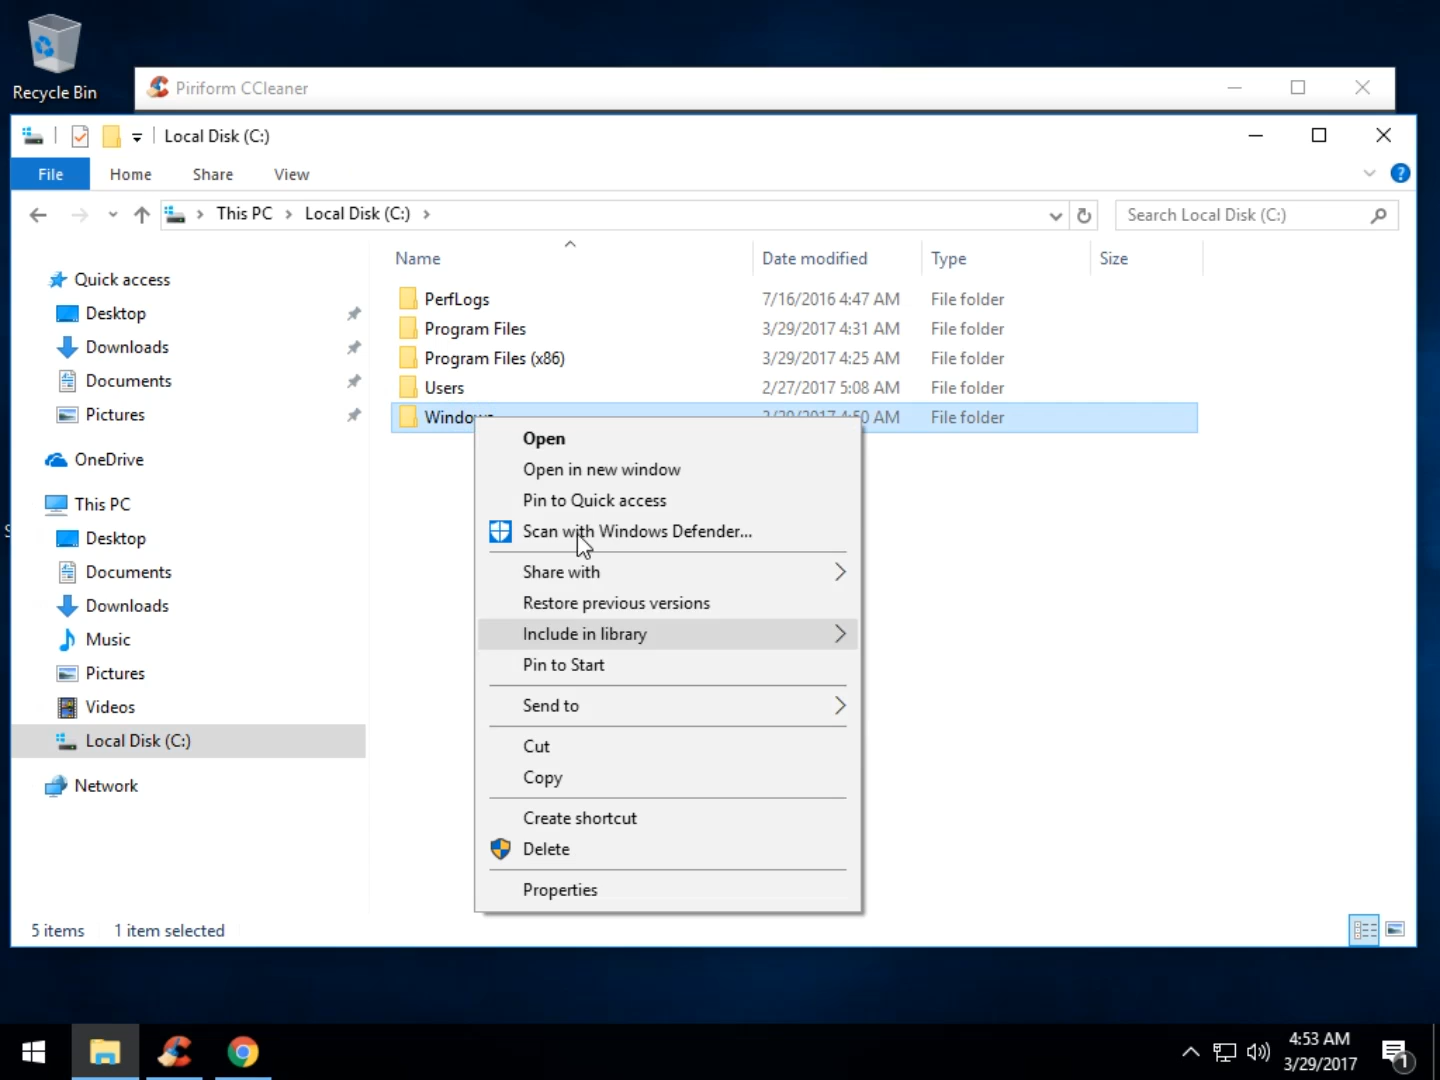 Recycle Bin
Piriform CCleaner
Local Disk (C:)
File
Home
Share
View
This PC
Local Disk (C:)
Search Local Disk (C:)
Name
Date modified
Type
Size
Quick access
Desktop
Downloads
Documents
Pictures
OneDrive
This PC
Desktop
Documents
Downloads
Music
Pictures
Videos
Local Disk (C:)
Network
PerfLogs 7/16/2016 4:47 AM File folder
Program Files 3/29/2017 4:31 AM File folder
Program Files (x86) 3/29/2017 4:25 AM File folder
Users 2/27/2017 5:08 AM File folder
Windows 3/29/2017 4:50 AM File folder
Open
Open in new window
Pin to Quick access
Scan with Windows Defender...
Share with
Restore previous versions
Include in library
Pin to Start
Send to
Cut
Copy
Create shortcut
Delete
Properties
5 items
1 item selected
4:53 AM
3/29/2017
1